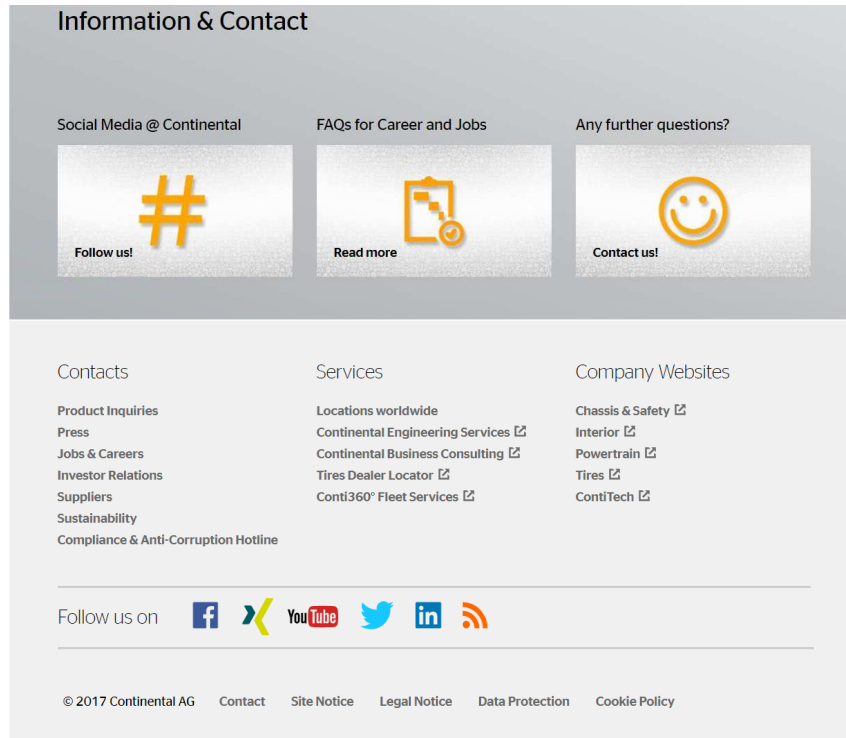 Information & Contact
Social Media @ Continental
FAQs for Career and Jobs
Any further questions?
#
Follow us!
Read more
Contact us!
Contacts
Services
Company Websites
Product Inquiries
Locations worldwide
Chassis & Safety
Press
Continental Engineering Services
Interior
Jobs & Careers
Continental Business Consulting
Powertrain
Investor Relations
Tires Dealer Locator
Tires
Suppliers
Conti360° Fleet Services
ContiTech
Sustainability
Compliance & Anti-Corruption Hotline
Follow us on
f
YouTube
in
© 2017 Continental AG Contact Site Notice Legal Notice Data Protection Cookie Policy